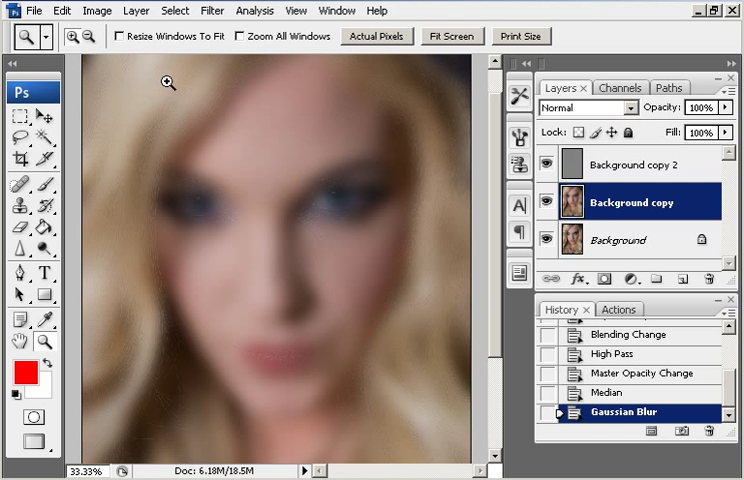 File Edit Image Layer Select Filter Analysis View Window Help
Resize Windows To Fit Zoom All Windows Actual Pixels Fit Screen Print Size
Ps
Layers × Channels Paths
Normal Opacity: 100%
Lock: Fill: 100%
Background copy 2
Background copy
Background
History × Actions
Blending Change
High Pass
Master Opacity Change
Median
Gaussian Blur
33.33% Doc: 6.18M/18.5M